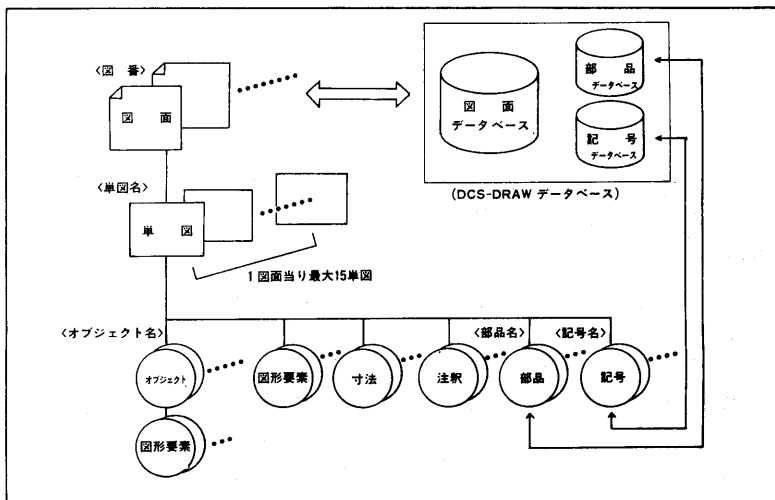 〈図 番〉
図 面
図 面
データベース
部 品
データベース
記 号
データベース
(DCS-DRAW データベース)
〈単図名〉
単 図
1図面当り最大15単図
〈オブジェクト名〉
〈部品名〉
〈記号名〉
オブジェクト
図形要素
寸法
注釈
部品
記号
図形要素